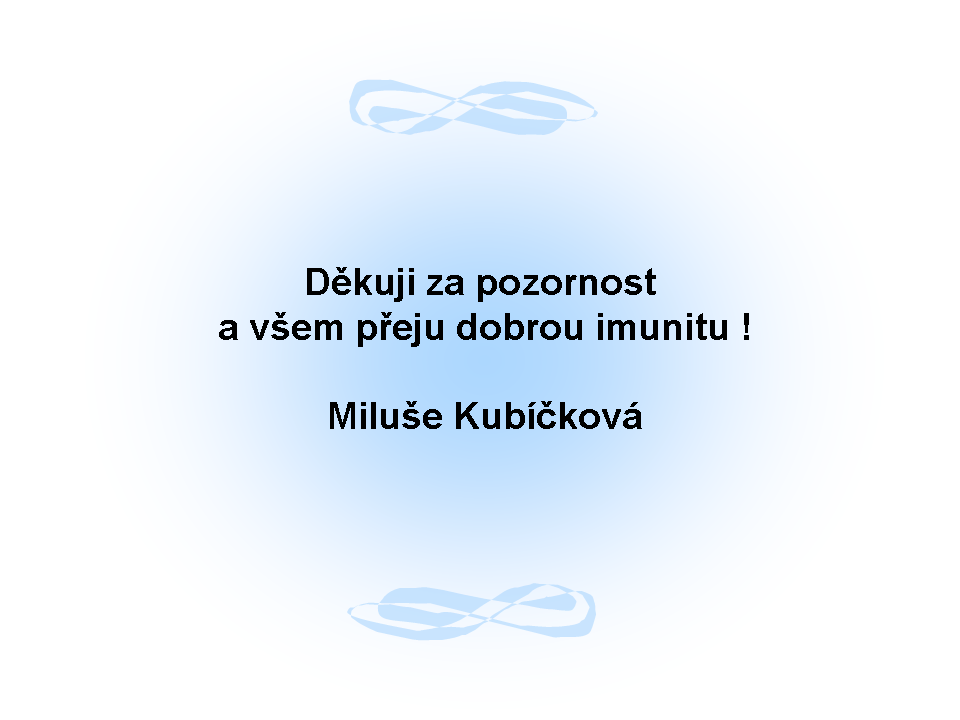 Děkuji za pozornost
a všem přeju dobrou imunitu !
Miluše Kubíčková